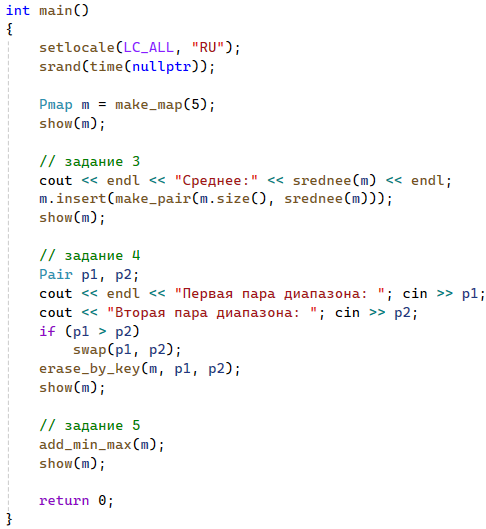 int main()
{
    setlocale(LC_ALL, "RU");
    srand(time(nullptr));

    Pmap m = make_map(5);
    show(m);

    // задание 3
    cout << endl << "Среднее:" << srednee(m) << endl;
    m.insert(make_pair(m.size(), srednee(m)));
    show(m);

    // задание 4
    Pair p1, p2;
    cout << endl << "Первая пара диапазона: "; cin >> p1;
    cout << "Вторая пара диапазона: "; cin >> p2;
    if (p1 > p2)
        swap(p1, p2);
    erase_by_key(m, p1, p2);
    show(m);

    // задание 5
    add_min_max(m);
    show(m);

    return 0;
}